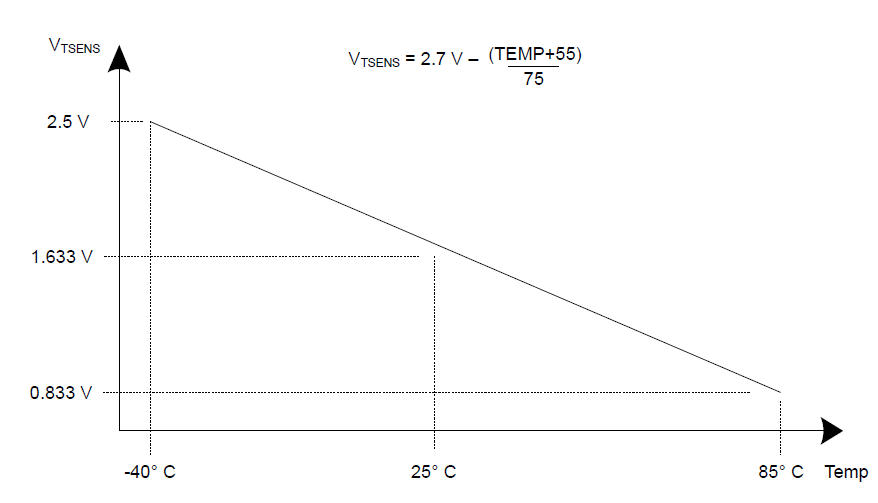 VTSENS
VTSENS = 2.7 V – (TEMP+55)
75
2.5 V
1.633 V
0.833 V
-40° C 25° C 85° C Temp